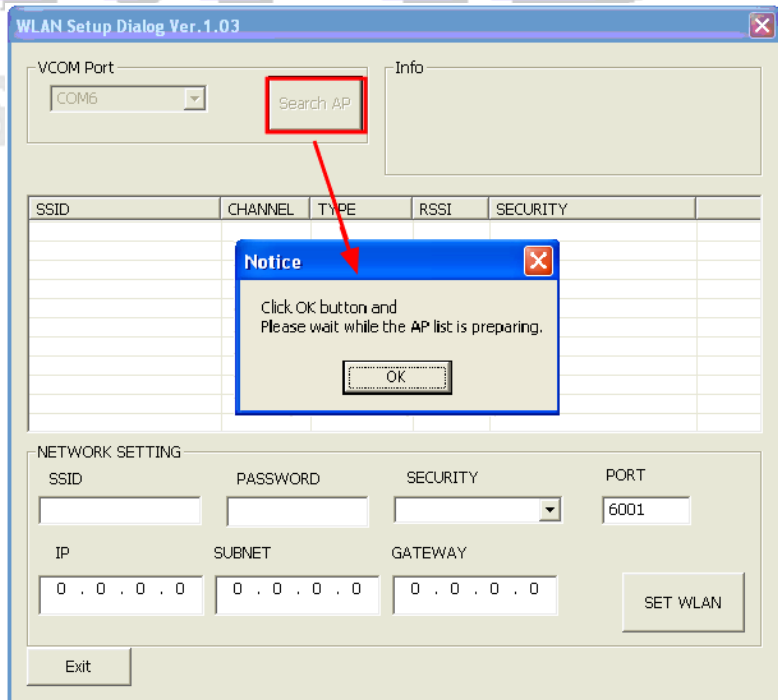 WLAN Setup Dialog Ver.1.03
VCOM Port
COM6
Search AP
Info
SSID CHANNEL TYPE RSSI SECURITY
Notice
Click OK button and
Please wait while the AP list is preparing.
OK
NETWORK SETTING
SSID PASSWORD SECURITY PORT
6001
IP SUBNET GATEWAY
0 . 0 . 0 . 0 0 . 0 . 0 . 0 0 . 0 . 0 . 0
SET WLAN
Exit